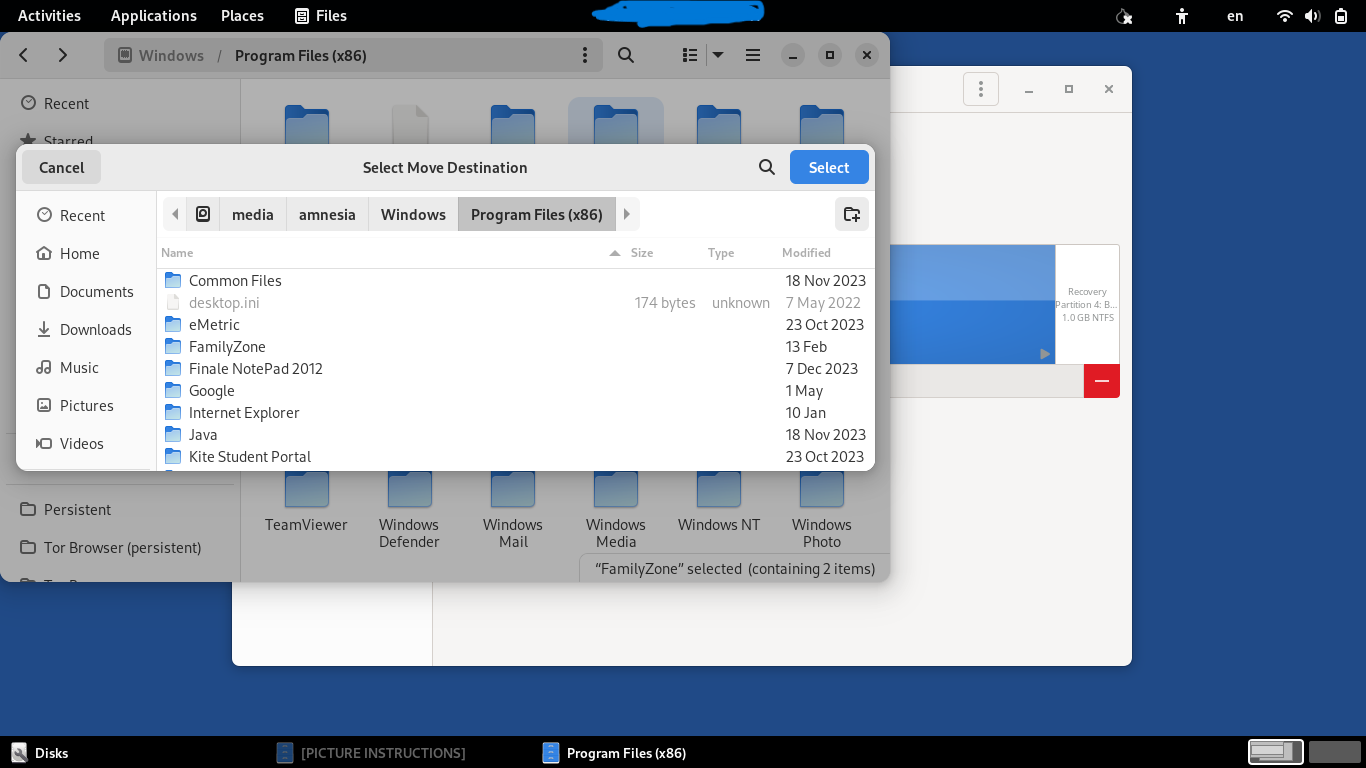 Activities Applications Places Files en
Windows / Program Files (x86)
Recent
Starred
Cancel Select Move Destination Select
Recent
Home
Documents
Downloads
Music
Pictures
Videos
media amnesia Windows Program Files (x86)
Name Size Type Modified
Common Files 18 Nov 2023
desktop.ini 174 bytes unknown 7 May 2022
eMetric 23 Oct 2023
FamilyZone 13 Feb
Finale NotePad 2012 7 Dec 2023
Google 1 May
Internet Explorer 10 Jan
Java 18 Nov 2023
Kite Student Portal 23 Oct 2023
Recovery
Partition 4: B…
1.0 GB NTFS
Persistent
Tor Browser (persistent)
TeamViewer Windows Windows Windows Windows NT Windows
Defender Mail Media Photo
“FamilyZone” selected (containing 2 items)
Disks [PICTURE INSTRUCTIONS] Program Files (x86)